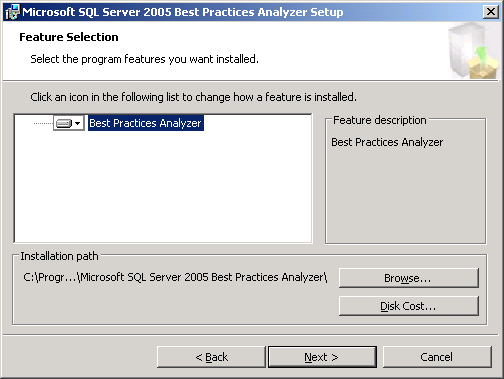 Microsoft SQL Server 2005 Best Practices Analyzer Setup
Feature Selection
Select the program features you want installed.
Click an icon in the following list to change how a feature is installed.
Best Practices Analyzer
Feature description
Best Practices Analyzer
Installation path
C:\Progr...\Microsoft SQL Server 2005 Best Practices Analyzer\
Browse...
Disk Cost...
< Back
Next >
Cancel